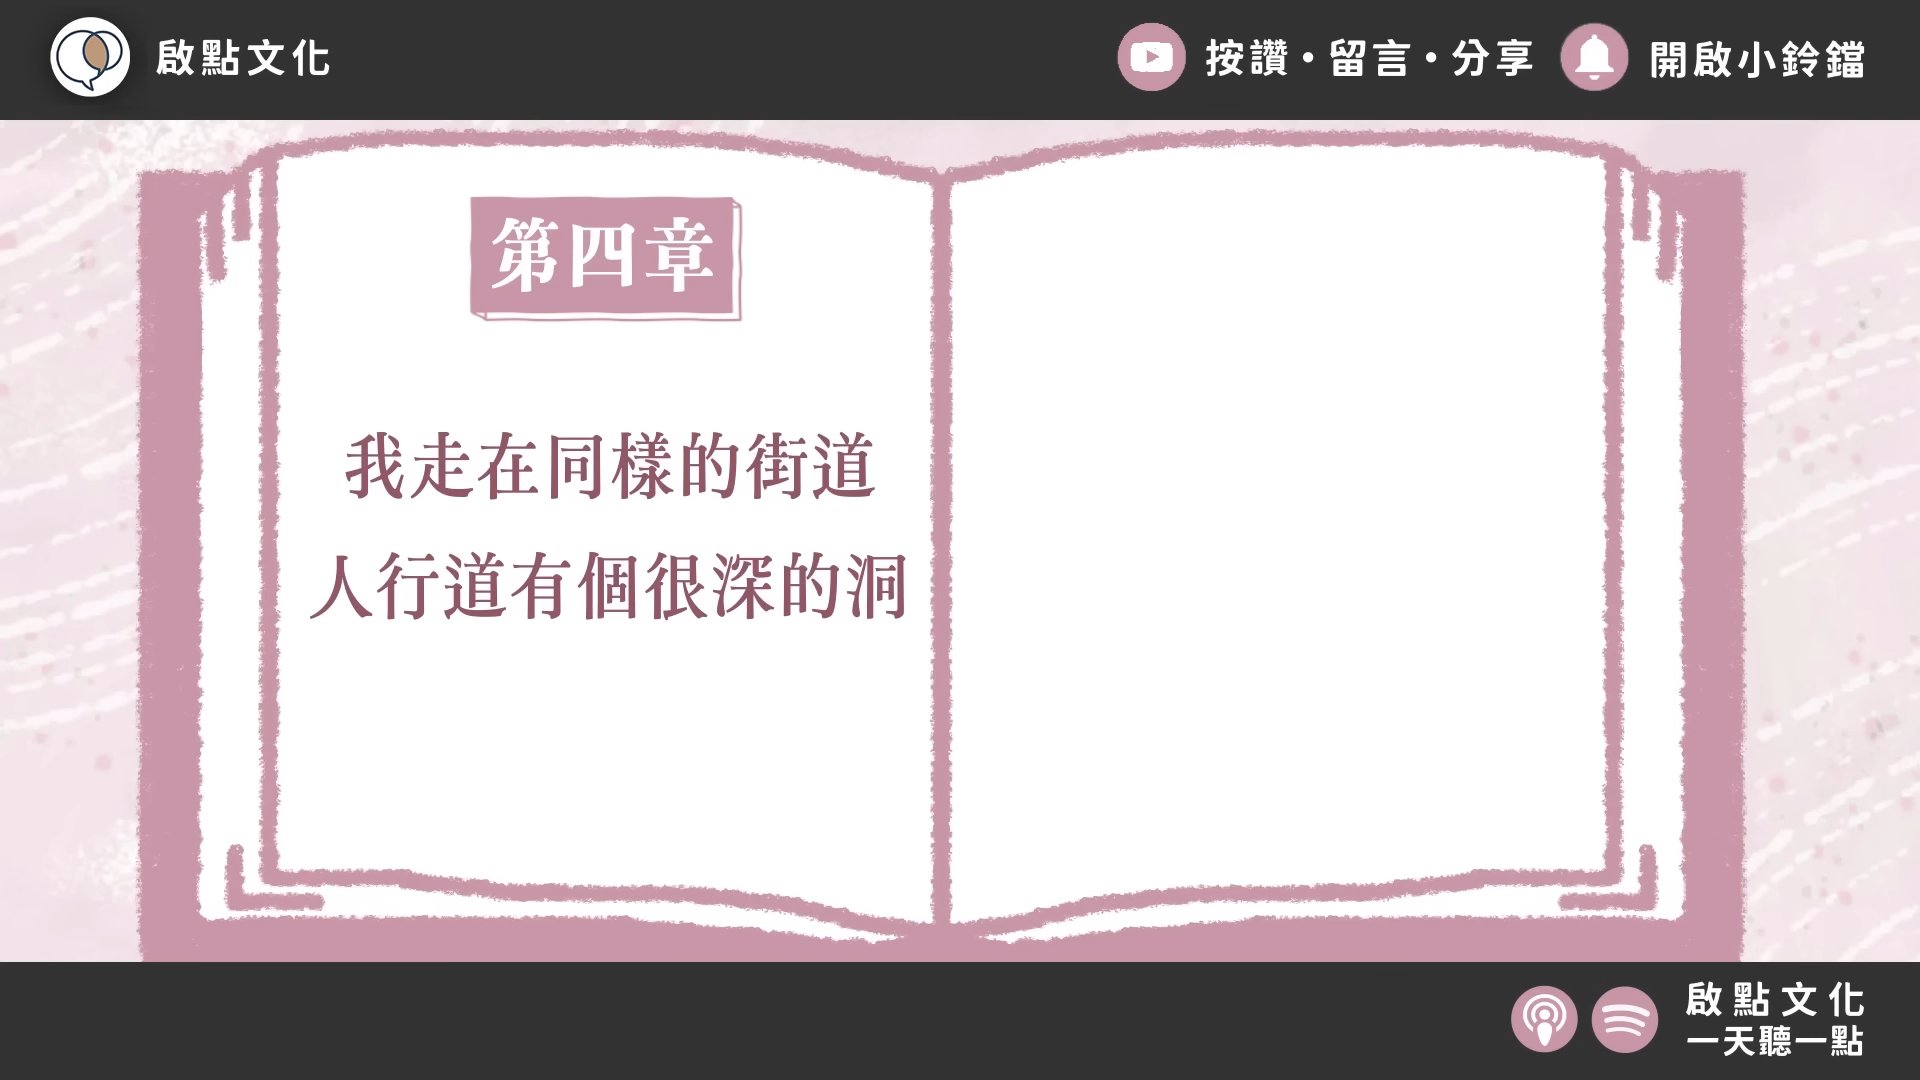 啟點文化
按讚・留言・分享
開啟小鈴鐺
第四章
我走在同樣的街道
人行道有個很深的洞
啟點文化
一天聽一點